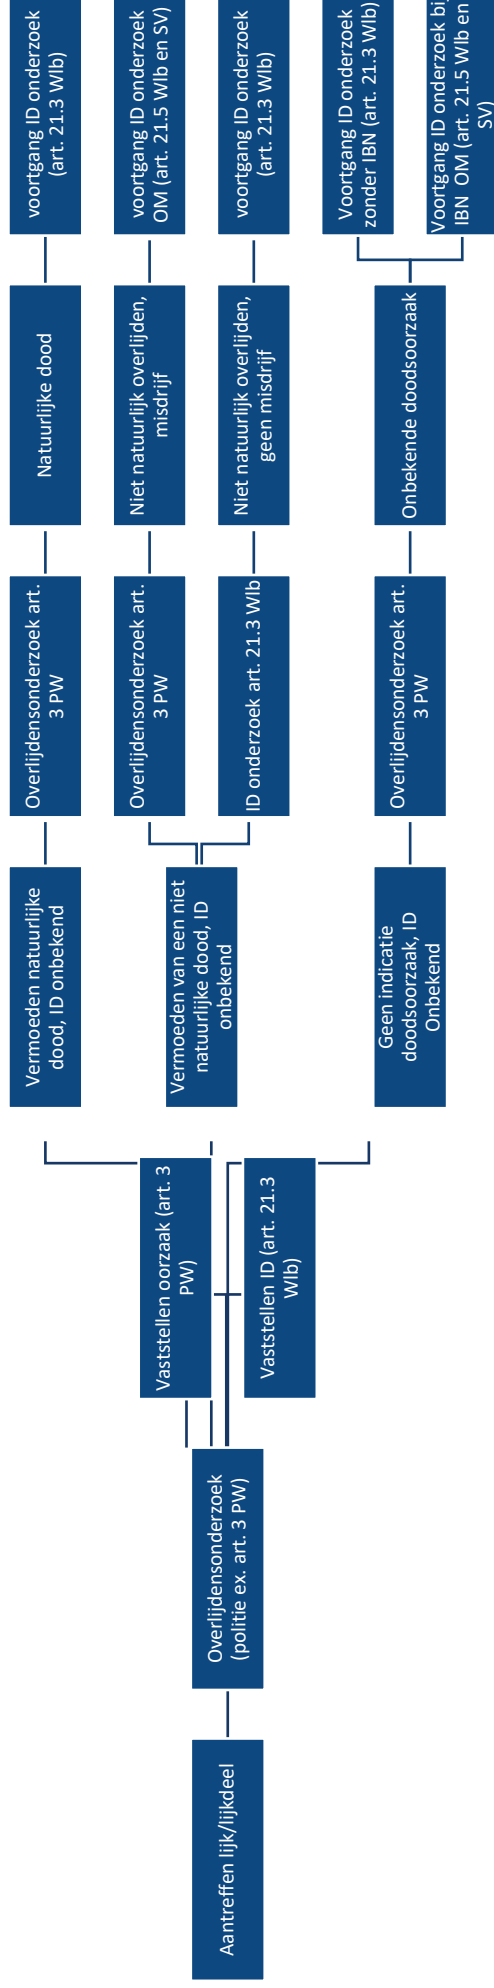 Aantreffen lijk/lijkdeel
Overlijdensonderzoek
(politie ex. art. 3 PW)
Vaststellen oorzaak (art. 3
PW)
Vaststellen ID (art. 21.3
Wlb)
Vermoeden natuurlijke
dood, ID onbekend
Overlijdensonderzoek art.
3 PW
Natuurlijke dood
voortgang ID onderzoek
(art. 21.3 Wlb)
Vermoeden van een niet
natuurlijke dood, ID
onbekend
Overlijdensonderzoek art.
3 PW
Niet natuurlijk overlijden,
misdrijf
voortgang ID onderzoek
OM (art. 21.5 Wlb en SV)
ID onderzoek art. 21.3 Wlb
Niet natuurlijk overlijden,
geen misdrijf
voortgang ID onderzoek
(art. 21.3 Wlb)
Geen indicatie
doodsoorzaak, ID
Onbekend
Overlijdensonderzoek art.
3 PW
Onbekende doodsoorzaak
Voortgang ID onderzoek
zonder IBN (art. 21.3 Wlb)
Voortgang ID onderzoek bij
IBN OM (art. 21.5 Wlb en
SV)